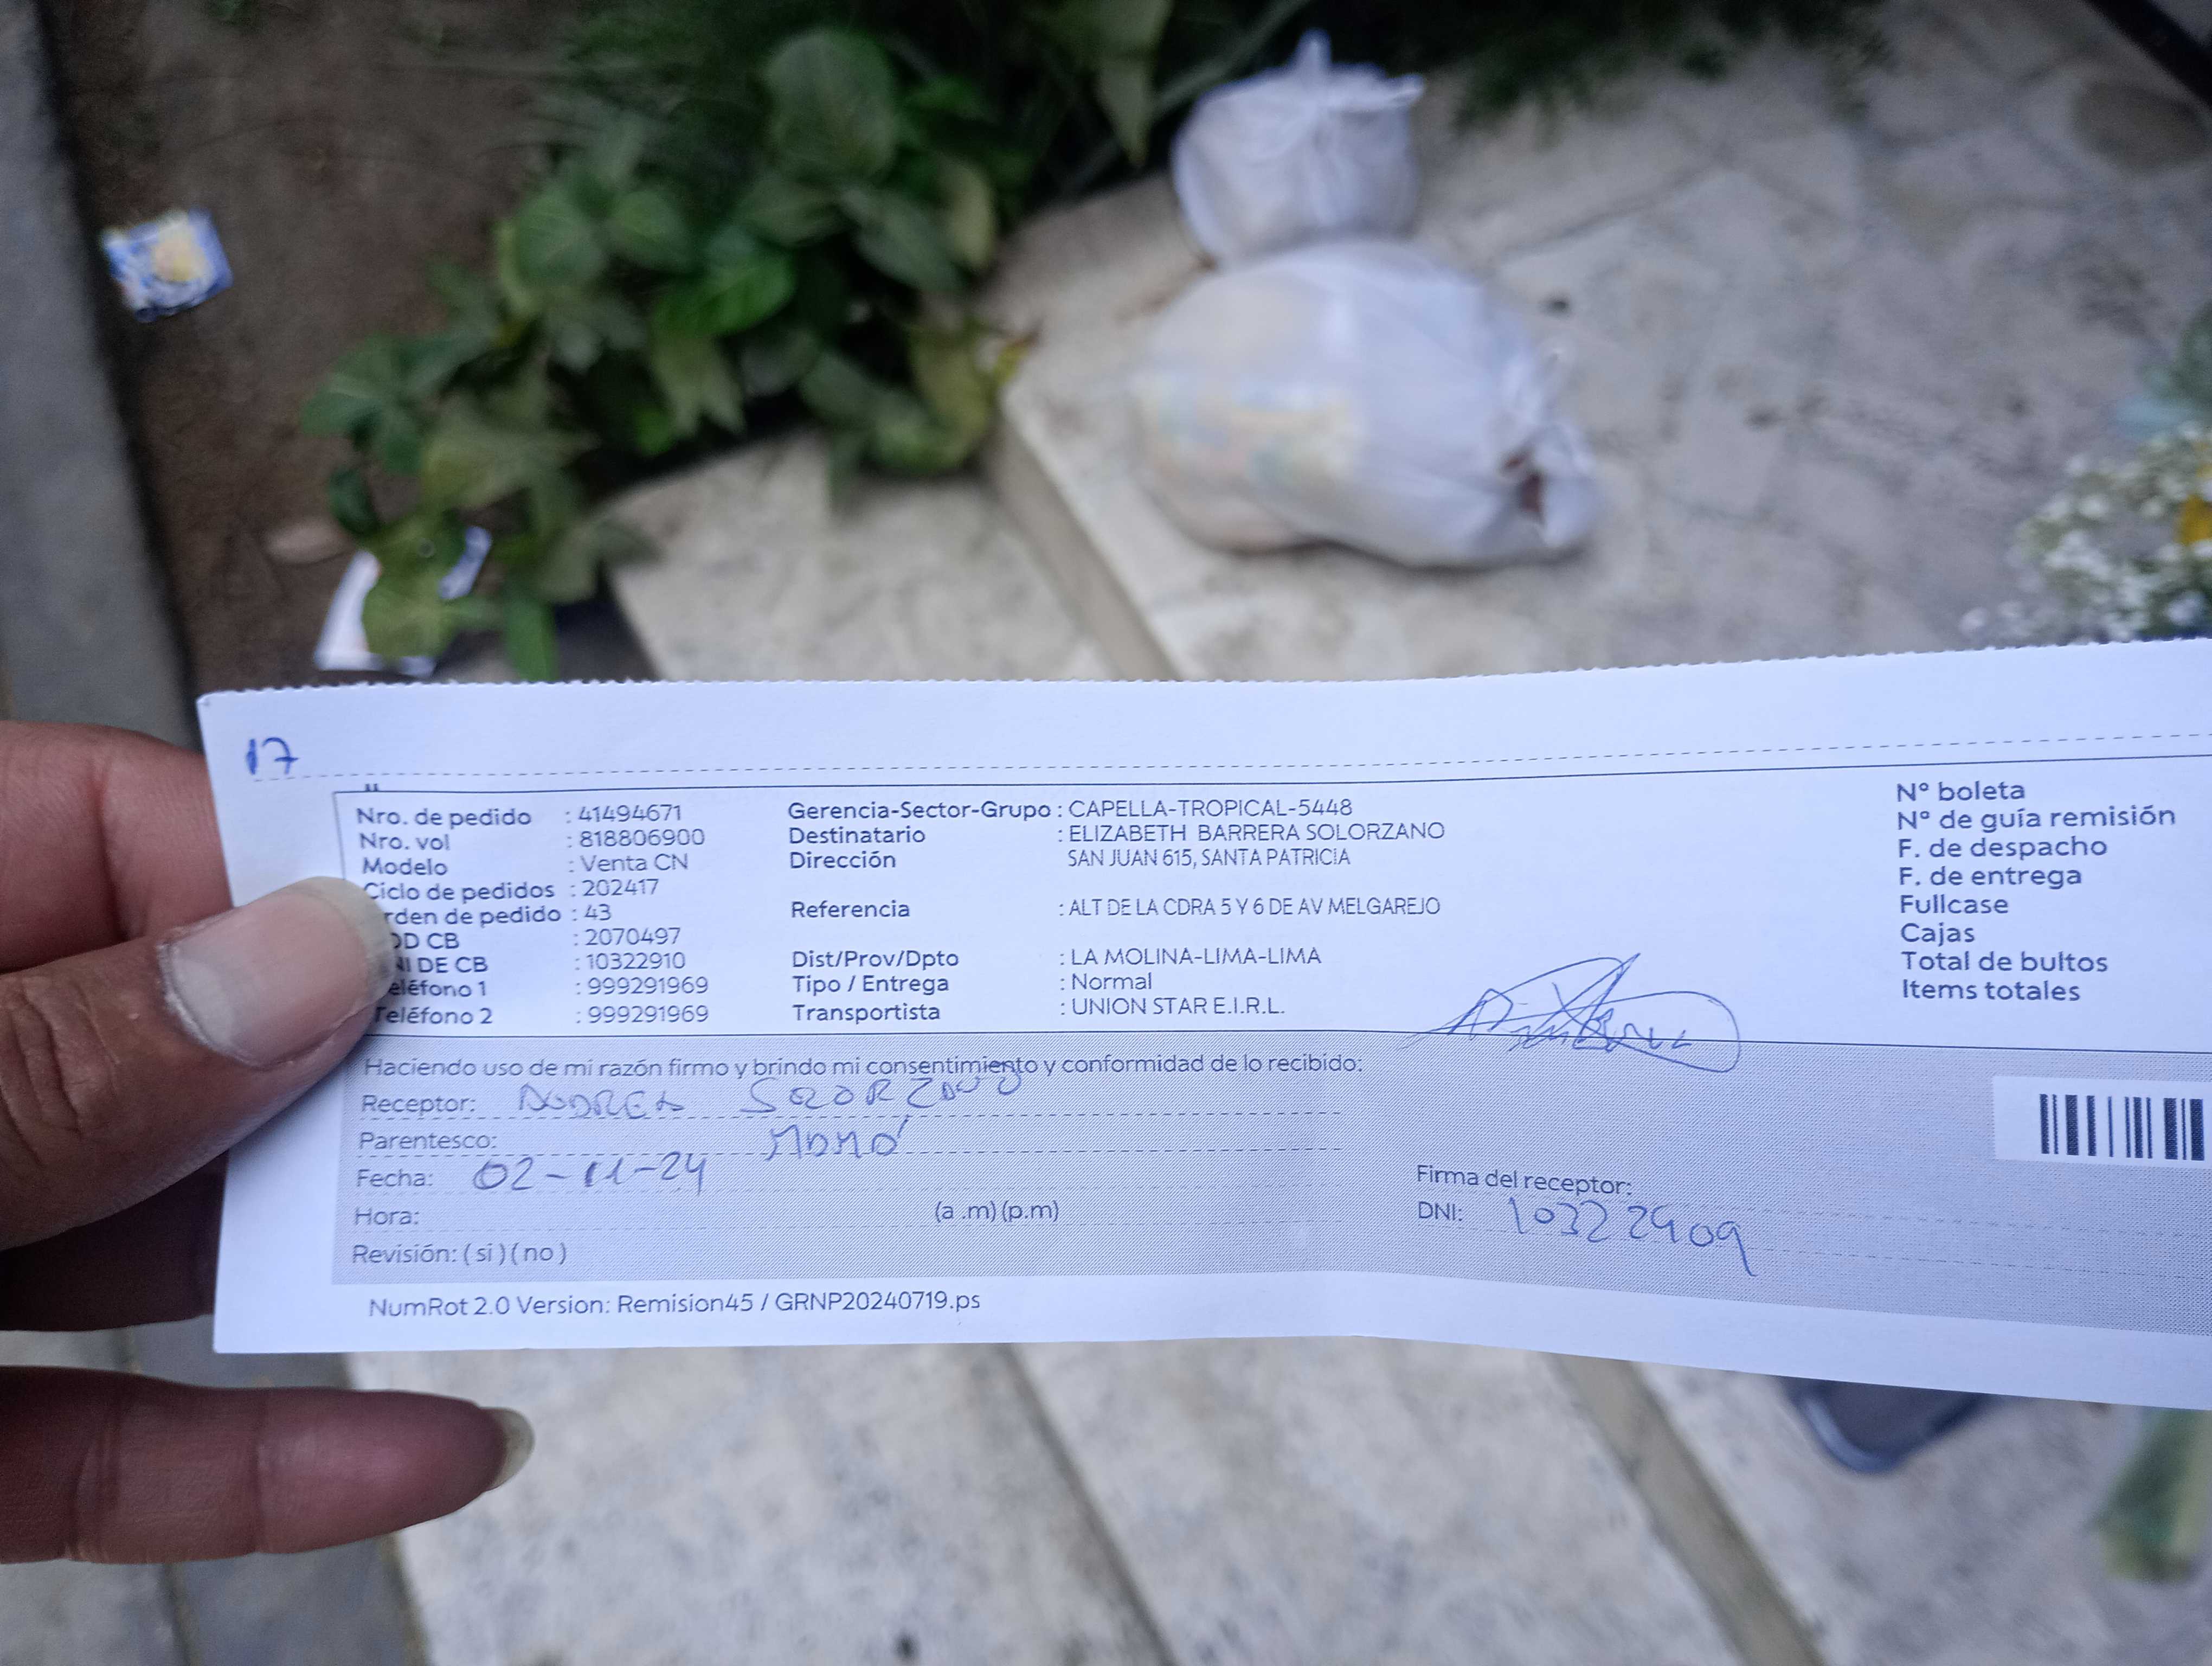 17
Nro. de pedido : 41494671
Nro. vol : 818806900
Modelo : Venta CN
Ciclo de pedidos : 202417
rden de pedido : 43
OD CB : 2070497
NI DE CB : 10322910
eléfono 1 : 999291969
Teléfono 2 : 999291969
Gerencia-Sector-Grupo : CAPELLA-TROPICAL-5448
Destinatario : ELIZABETH BARRERA SOLORZANO
Dirección SAN JUAN 615, SANTA PATRICIA
Referencia : ALT DE LA CDRA 5 Y 6 DE AV MELGAREJO
Dist/Prov/Dpto : LA MOLINA-LIMA-LIMA
Tipo / Entrega : Normal
Transportista : UNION STAR E.I.R.L.
N° boleta
N° de guía remisión
F. de despacho
F. de entrega
Fullcase
Cajas
Total de bultos
Items totales
Haciendo uso de mi razón firmo y brindo mi consentimiento y conformidad de lo recibido:
Receptor:
Parentesco: MAMÁ
Fecha: 02-11-24
Hora: (a .m) (p.m)
Revisión: ( si ) ( no )
Firma del receptor:
DNI: 10322909
NumRot 2.0 Version: Remision45 / GRNP20240719.ps